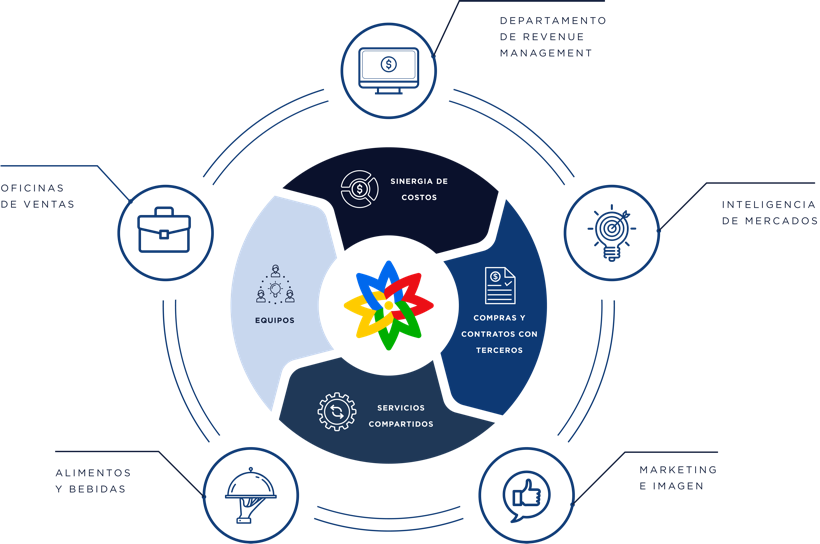 DEPARTAMENTO
DE REVENUE
MANAGEMENT
OFICINAS
DE VENTAS
INTELIGENCIA
DE MERCADOS
SINERGIA DE
COSTOS
EQUIPOS
COMPRAS Y
CONTRATOS CON
TERCEROS
SERVICIOS
COMPARTIDOS
ALIMENTOS
Y BEBIDAS
MARKETING
E IMAGEN